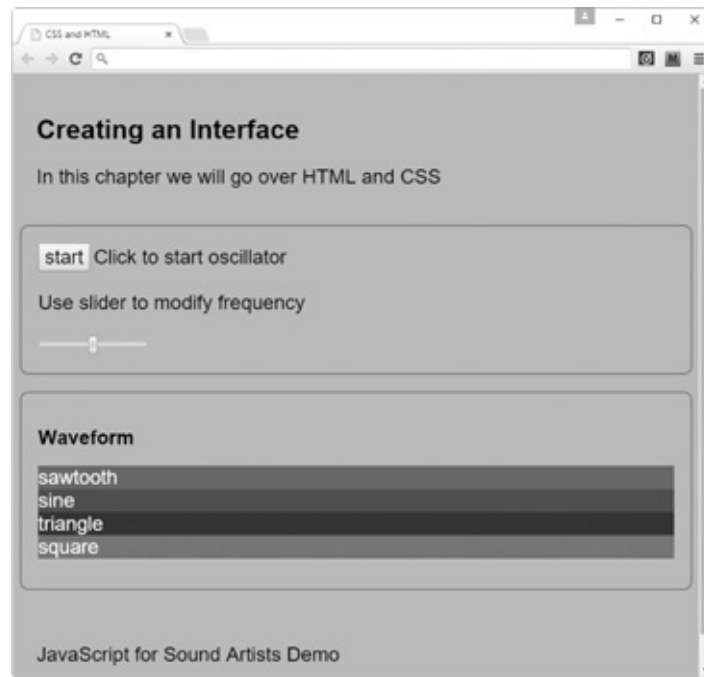 CSS and HTML
Creating an Interface
In this chapter we will go over HTML and CSS
start Click to start oscillator
Use slider to modify frequency
Waveform
sawtooth
sine
triangle
square
JavaScript for Sound Artists Demo